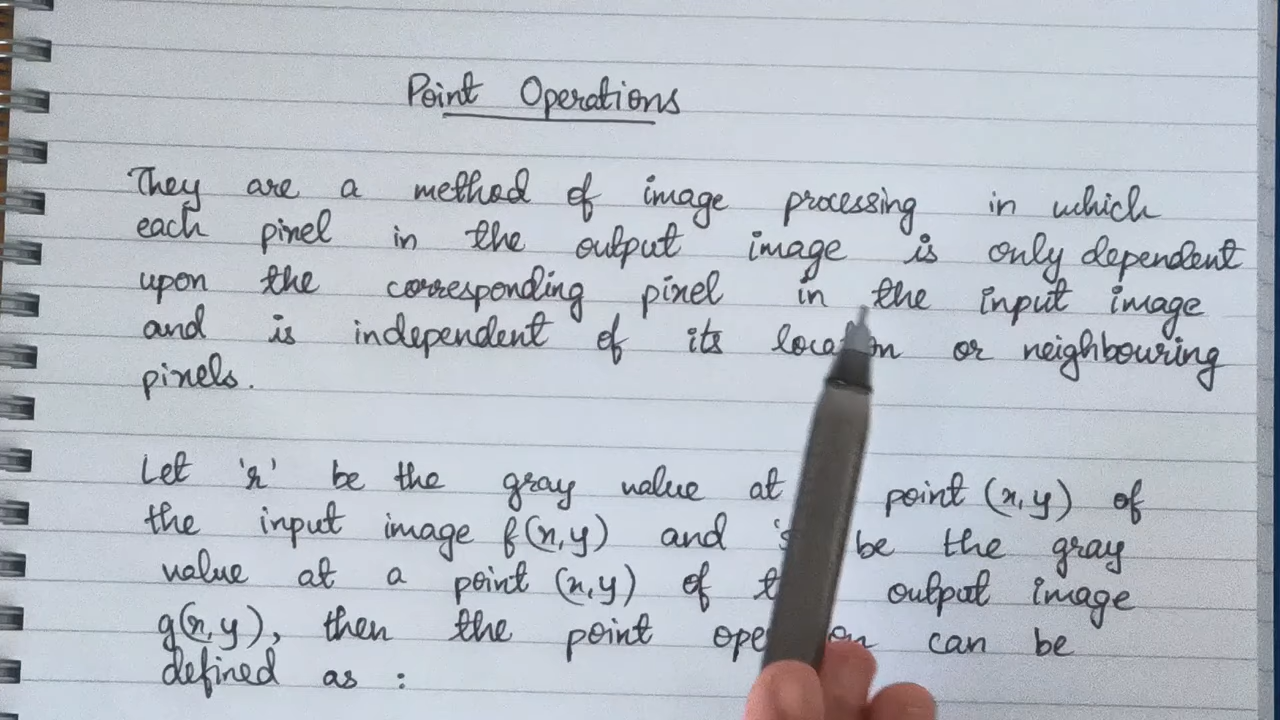 Point Operations
They are a method of image processing in which
each pixel in the output image is only dependent
upon the corresponding pixel in the input image
and is independent of its location or neighbouring
pixels.
Let 'r' be the gray value at point (x,y) of
the input image f(x,y) and be the gray
value at a point (x,y) of output image
g(x,y), then the point can be
defined as :